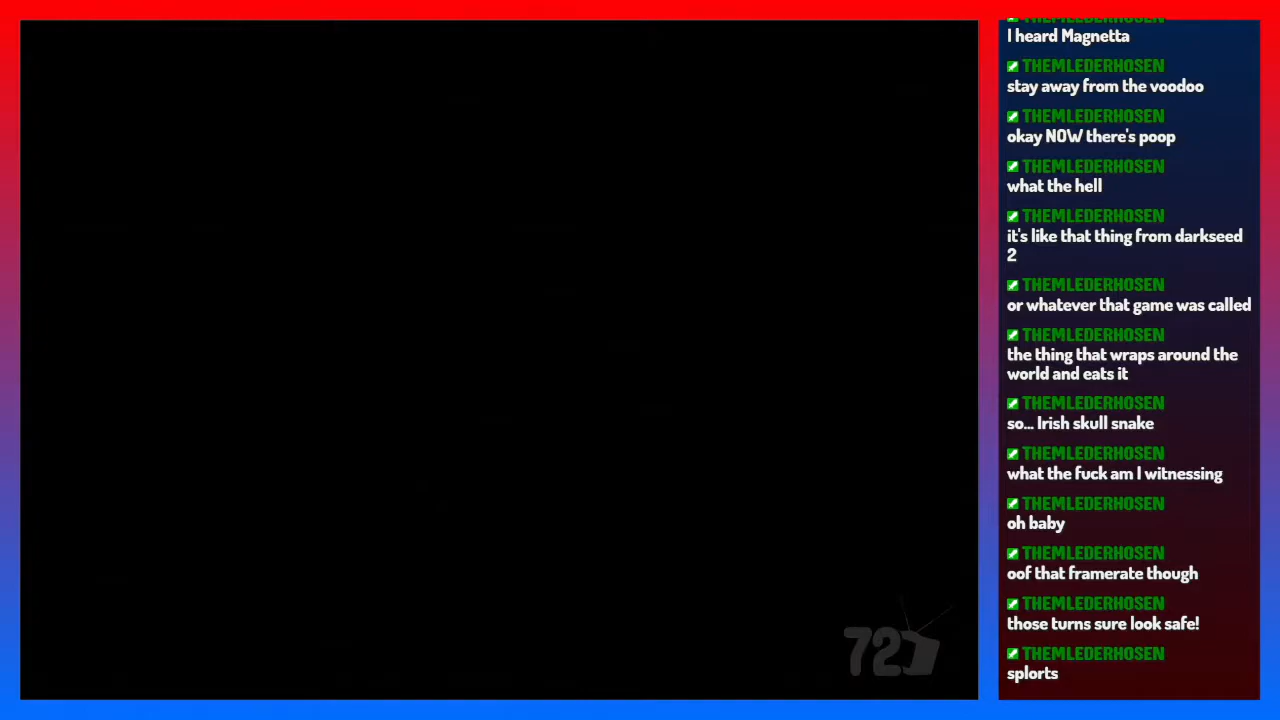 THEMLEDERHOSEN
I heard Magnetta
THEMLEDERHOSEN
stay away from the voodoo
THEMLEDERHOSEN
okay NOW there's poop
THEMLEDERHOSEN
what the hell
THEMLEDERHOSEN
it's like that thing from darkseed
2
THEMLEDERHOSEN
or whatever that game was called
THEMLEDERHOSEN
the thing that wraps around the
world and eats it
THEMLEDERHOSEN
so... Irish skull snake
THEMLEDERHOSEN
what the fuck am I witnessing
THEMLEDERHOSEN
oh baby
THEMLEDERHOSEN
oof that framerate though
THEMLEDERHOSEN
those turns sure look safe!
THEMLEDERHOSEN
splorts
72